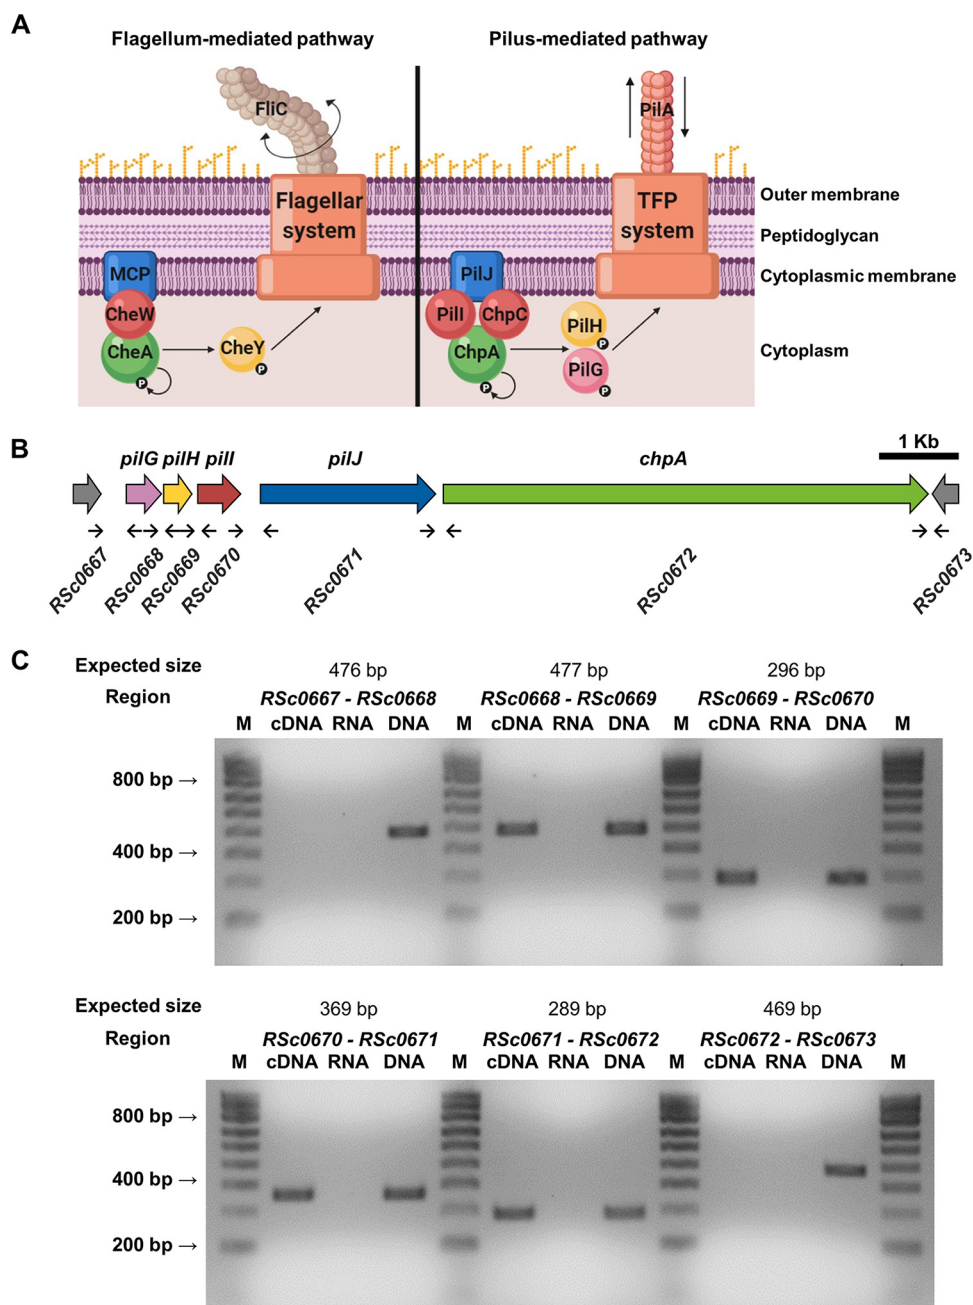 A
Flagellum-mediated pathway
Pilus-mediated pathway
FliC
PilA
Flagellar
system
TFP
system
Outer membrane
Peptidoglycan
Cytoplasmic membrane
Cytoplasm
MCP
CheW
CheA
P
CheY
P
PilJ
PilI
ChpC
ChpA
P
PilH
P
PilG
P
B
1 Kb
pilG pilH pilI pilJ chpA
RSc0667
RSc0668
RSc0669
RSc0670
RSc0671
RSc0672
RSc0673
C
Expected size 476 bp 477 bp 296 bp
Region RSc0667 - RSc0668 RSc0668 - RSc0669 RSc0669 - RSc0670
M cDNA RNA DNA M cDNA RNA DNA M cDNA RNA DNA M
800 bp →
400 bp →
200 bp →
Expected size 369 bp 289 bp 469 bp
Region RSc0670 - RSc0671 RSc0671 - RSc0672 RSc0672 - RSc0673
M cDNA RNA DNA M cDNA RNA DNA M cDNA RNA DNA M
800 bp →
400 bp →
200 bp →